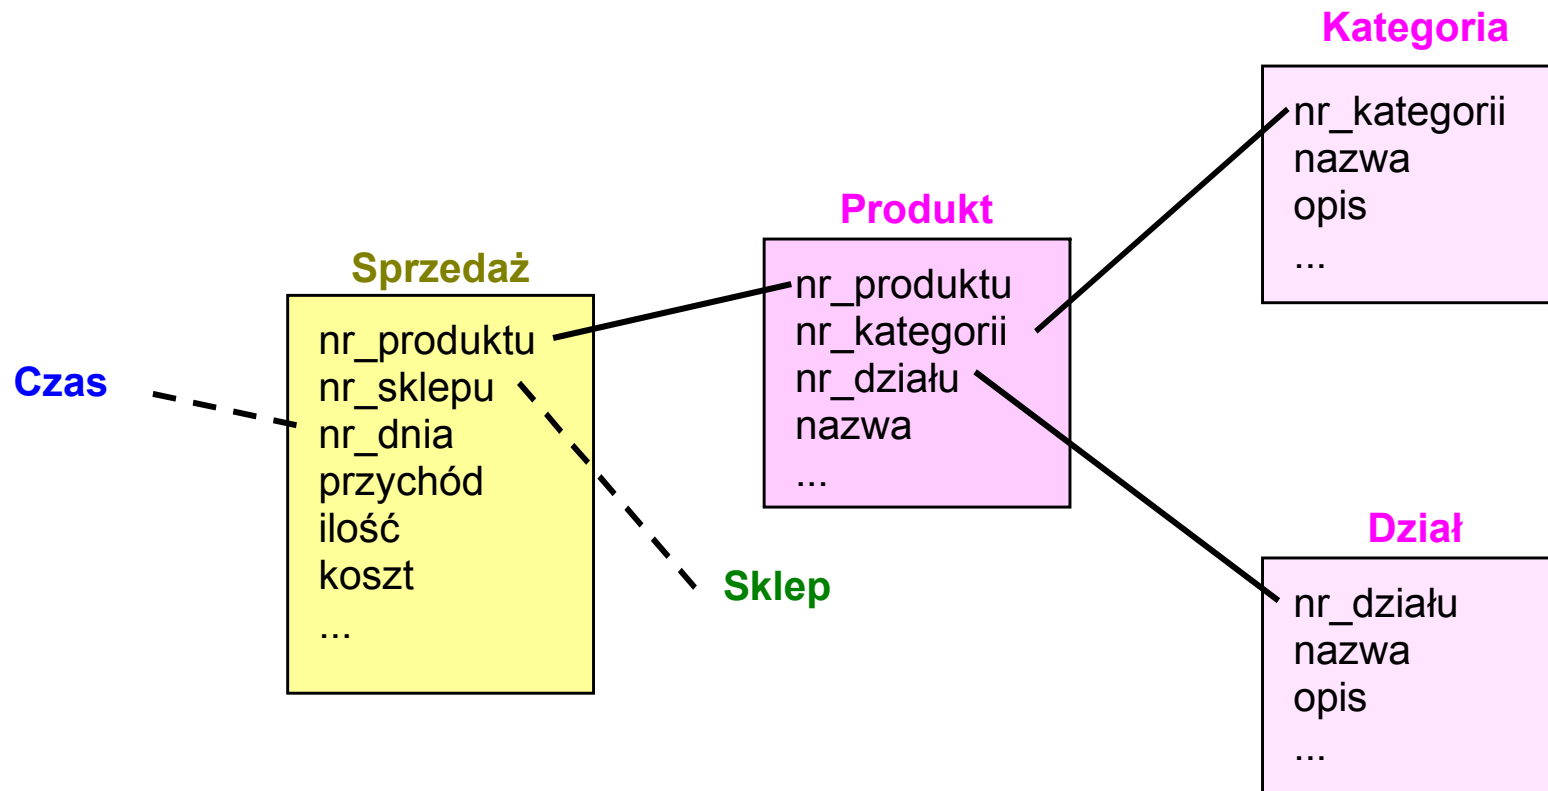 Czas
Sprzedaż
nr_produktu
nr_sklepu
nr_dnia
przychód
ilość
koszt
...
Sklep
Produkt
nr_produktu
nr_kategorii
nr_działu
nazwa
...
Kategoria
nr_kategorii
nazwa
opis
...
Dział
nr_działu
nazwa
opis
...